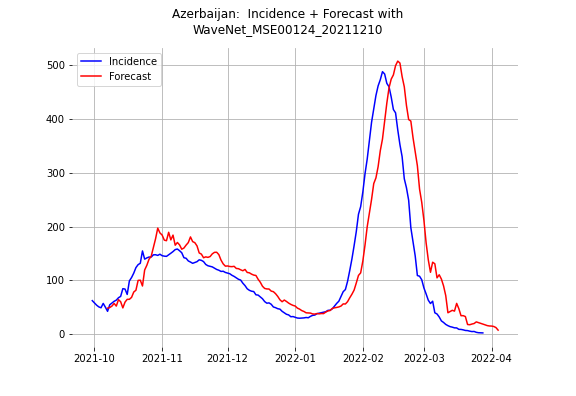 Azerbaijan:  Incidence + Forecast with
WaveNet_MSE00124_20211210
Incidence
Forecast
500
400
300
200
100
0
2021-10 2021-11 2021-12 2022-01 2022-02 2022-03 2022-04